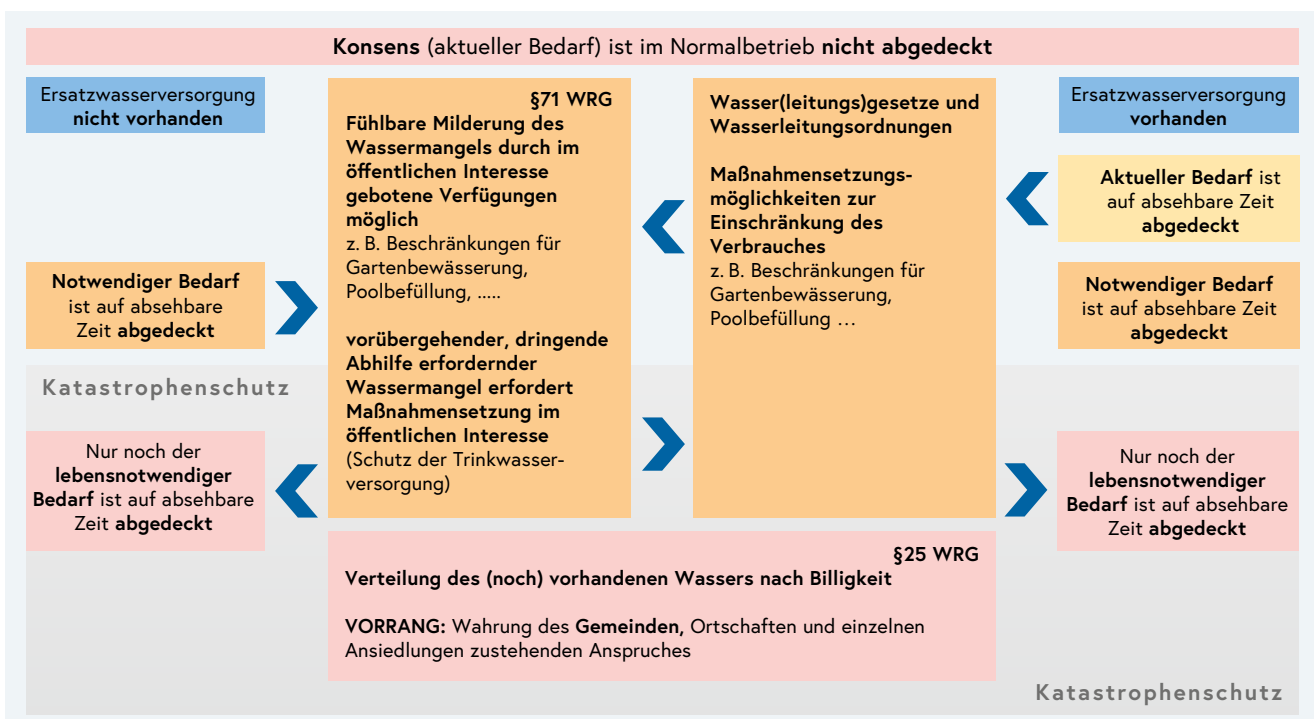 Konsens (aktueller Bedarf) ist im Normalbetrieb nicht abgedeckt
Ersatzwasserversorgung
nicht vorhanden
Notwendiger Bedarf
ist auf absehbare
Zeit abgedeckt
Katastrophenschutz
Nur noch der
lebensnotwendiger
Bedarf ist auf absehbare
Zeit abgedeckt
§71 WRG
Fühlbare Milderung des
Wassermangels durch im
öffentlichen Interesse
gebotene Verfügungen
möglich
z. B. Beschränkungen für
Gartenbewässerung,
Poolbefüllung, .....
vorübergehender, dringende
Abhilfe erfordernder
Wassermangel erfordert
Maßnahmensetzung im
öffentlichen Interesse
(Schutz der Trinkwasser-
versorgung)
Wasser(leitungs)gesetze und
Wasserleitungsordnungen
Maßnahmensetzungs-
möglichkeiten zur
Einschränkung des
Verbrauches
z. B. Beschränkungen für
Gartenbewässerung,
Poolbefüllung …
Ersatzwasserversorgung
vorhanden
Aktueller Bedarf ist
auf absehbare Zeit
abgedeckt
Notwendiger Bedarf
ist auf absehbare Zeit
abgedeckt
Nur noch der
lebensnotwendiger
Bedarf ist auf absehbare
Zeit abgedeckt
§25 WRG
Verteilung des (noch) vorhandenen Wassers nach Billigkeit
VORRANG: Wahrung des Gemeinden, Ortschaften und einzelnen
Ansiedlungen zustehenden Anspruches
Katastrophenschutz